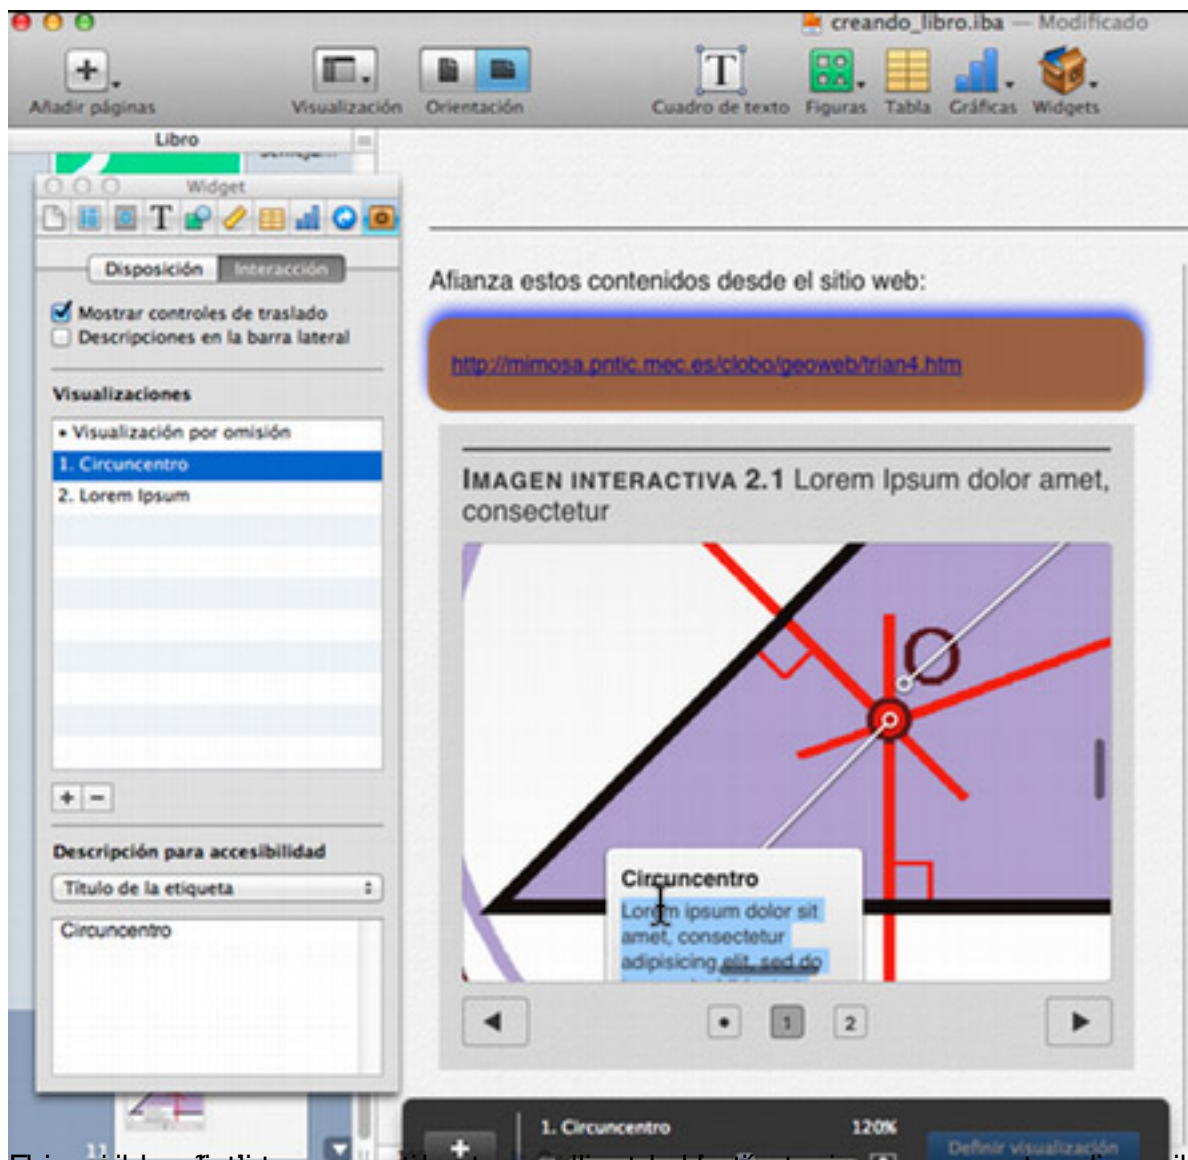 creando_libro.iba — Modificado
Añadir páginas
Visualización
Orientación
Cuadro de texto
Figuras
Tabla
Gráficas
Widgets
Libro
Widget
Disposición
Interacción
Mostrar controles de traslado
Descripciones en la barra lateral
Visualizaciones
• Visualización por omisión
1. Circuncentro
2. Lorem Ipsum
Descripción para accesibilidad
Título de la etiqueta
Circuncentro
11
Afianza estos contenidos desde el sitio web:
http://mimosa.pntic.mec.es/clobo/geoweb/trian4.htm
IMAGEN INTERACTIVA 2.1 Lorem Ipsum dolor amet,
consectetur
O
Circuncentro
Lorem ipsum dolor sit
amet, consectetur
adipisicing elit, sed do
1
2
1. Circuncentro
120%
Definir visualización